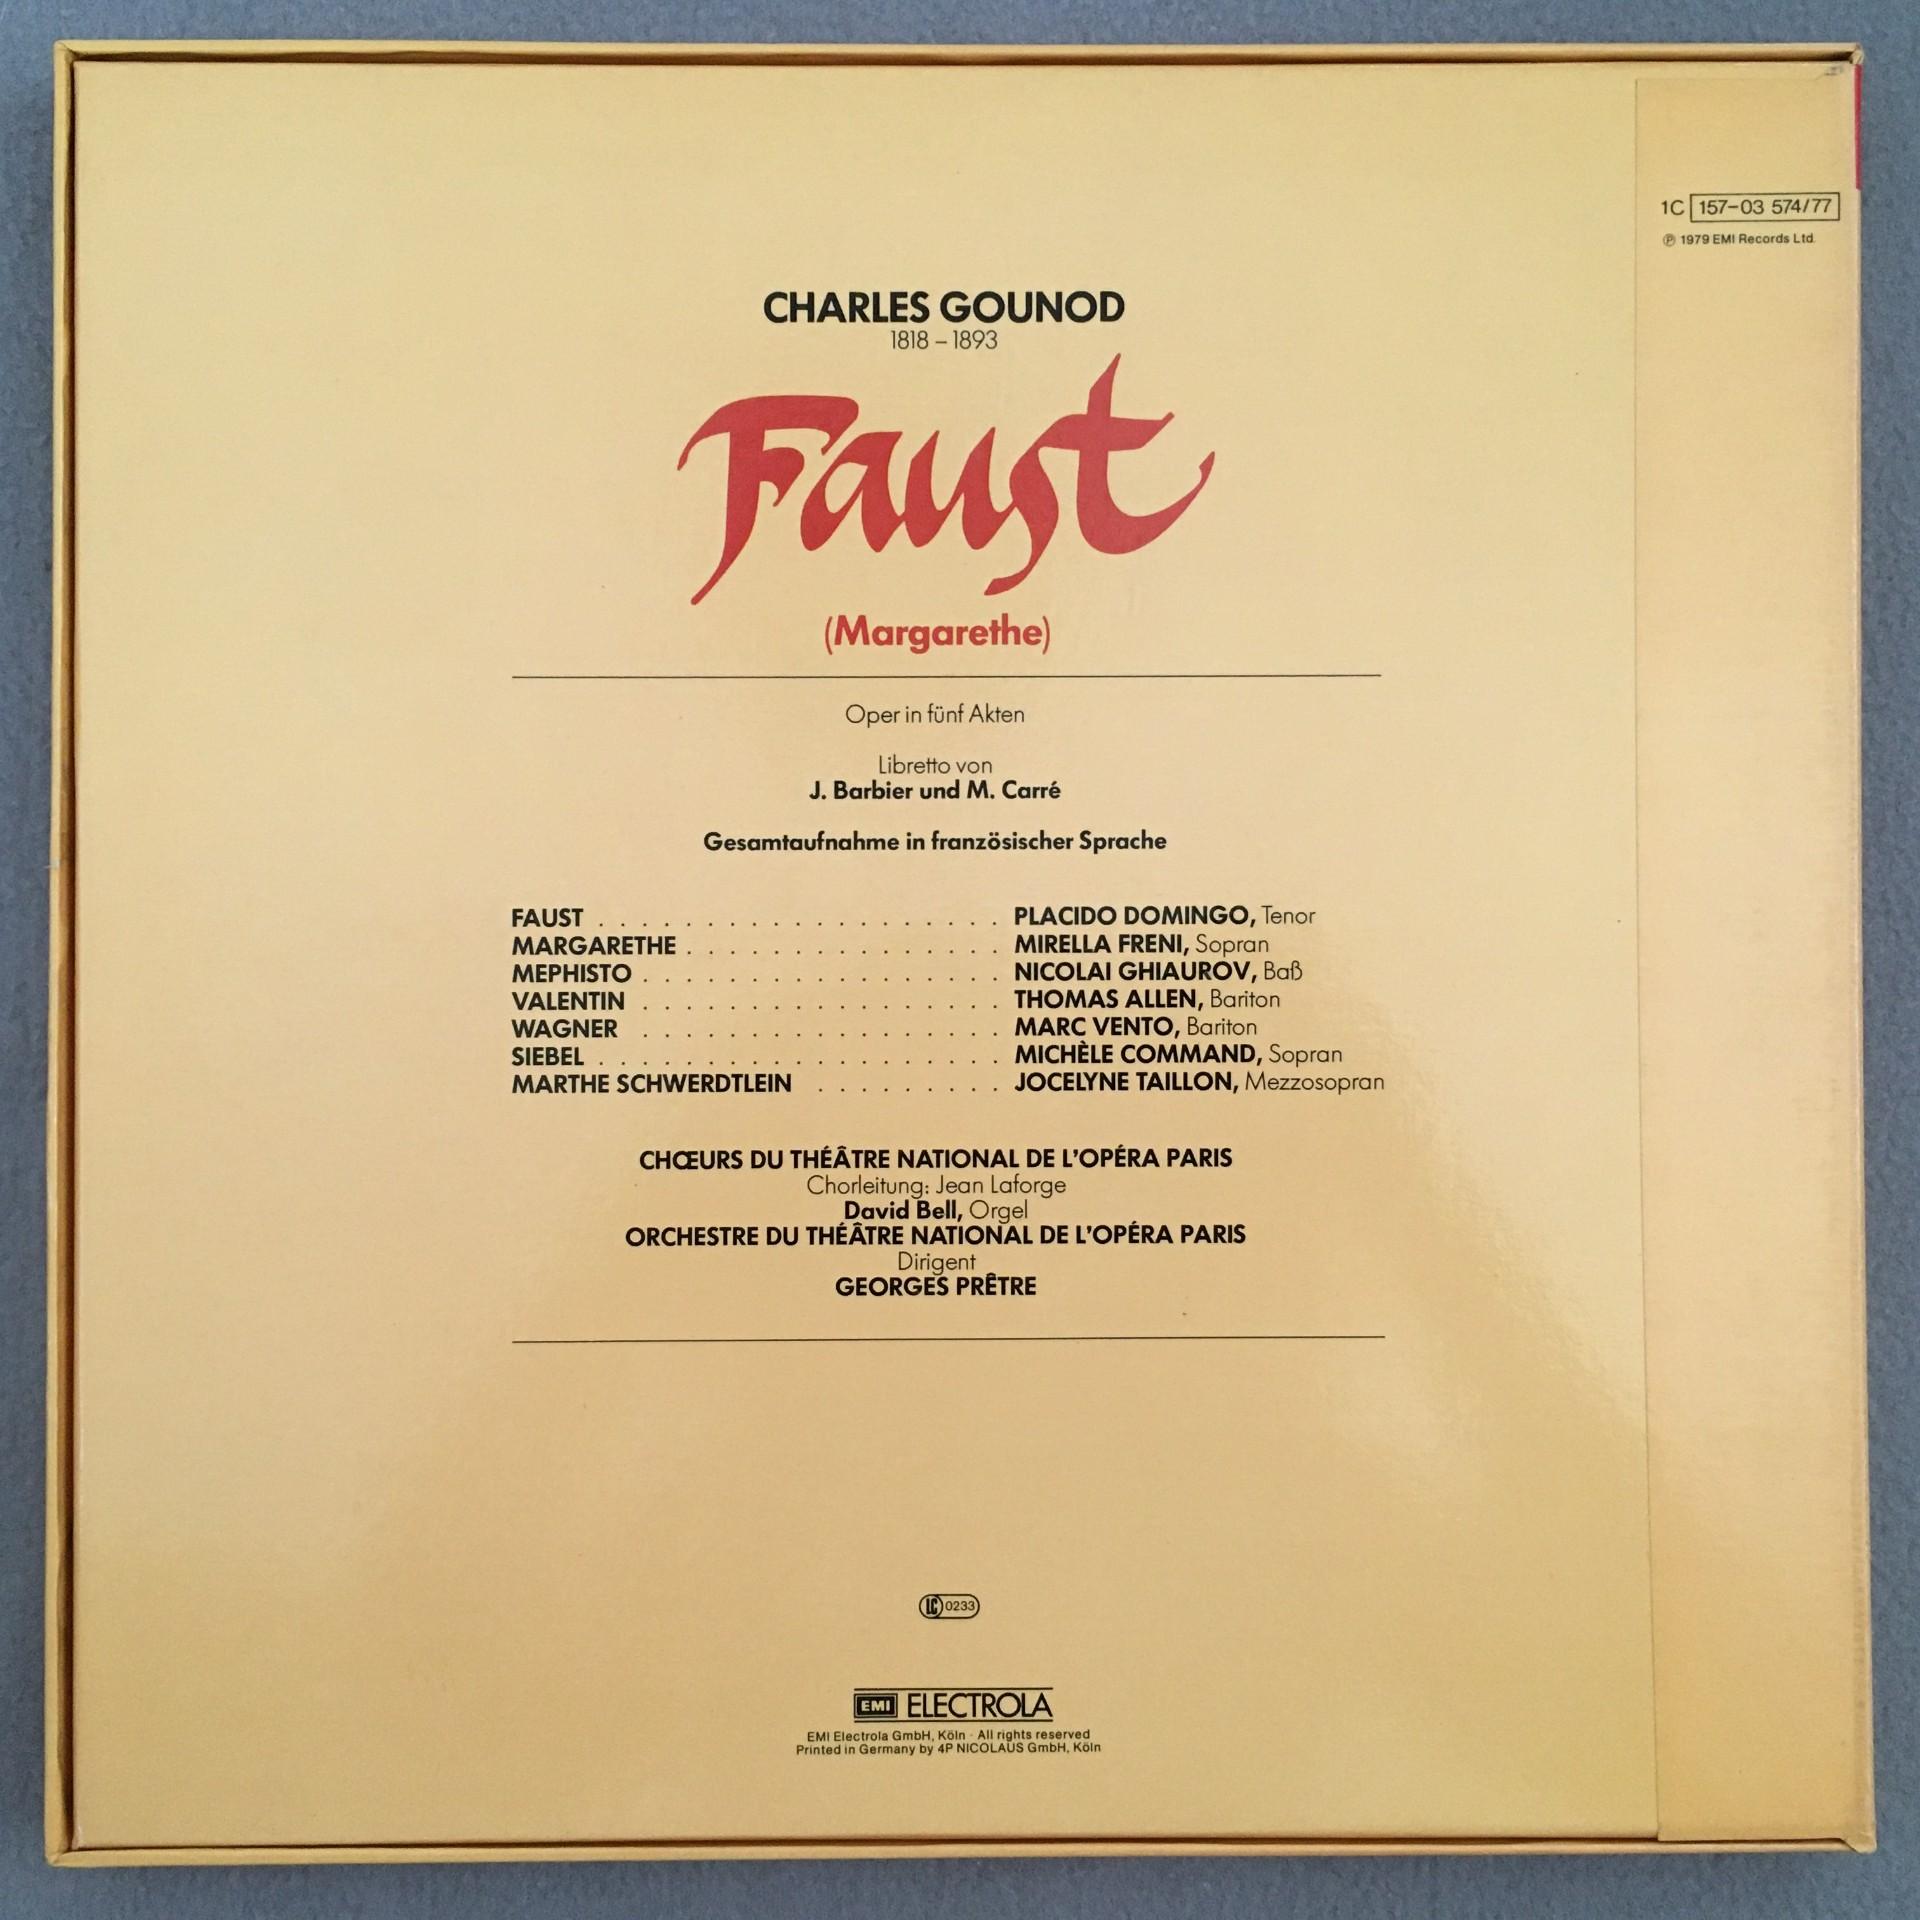 1C 157-03 574/77
℗ 1979 EMI Records Ltd.
CHARLES GOUNOD
1818 – 1893
Faust
(Margarethe)
Oper in fünf Akten
Libretto von
J. Barbier und M. Carré
Gesamtaufnahme in französischer Sprache
FAUST . . . . . . . . . . . . . . . . . . . PLACIDO DOMINGO, Tenor
MARGARETHE . . . . . . . . . . . . . . . MIRELLA FRENI, Sopran
MEPHISTO . . . . . . . . . . . . . . . . . NICOLAI GHIAUROV, Baß
VALENTIN . . . . . . . . . . . . . . . . . THOMAS ALLEN, Bariton
WAGNER . . . . . . . . . . . . . . . . . MARC VENTO, Bariton
SIEBEL . . . . . . . . . . . . . . . . . . . MICHÈLE COMMAND, Sopran
MARTHE SCHWERDTLEIN . . . . . . . . . JOCELYNE TAILLON, Mezzosopran
CHŒURS DU THÉÂTRE NATIONAL DE L'OPÉRA PARIS
Chorleitung: Jean Laforge
David Bell, Orgel
ORCHESTRE DU THÉÂTRE NATIONAL DE L'OPÉRA PARIS
Dirigent
GEORGES PRÊTRE
LC 0233
EMI ELECTROLA
EMI Electrola GmbH, Köln · All rights reserved
Printed in Germany by 4P NICOLAUS GmbH, Köln